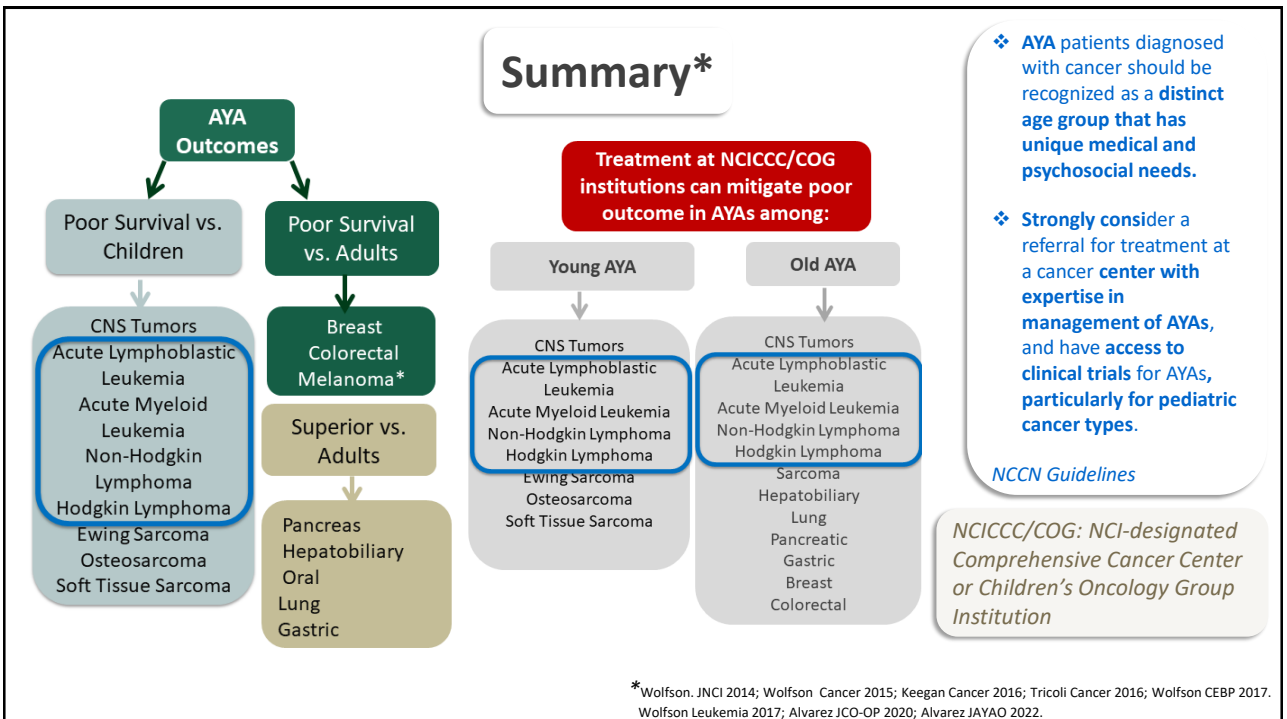 Summary*
AYA
Outcomes
Poor Survival vs.
Children
CNS Tumors
Acute Lymphoblastic
Leukemia
Acute Myeloid
Leukemia
Non-Hodgkin
Lymphoma
Hodgkin Lymphoma
Ewing Sarcoma
Osteosarcoma
Soft Tissue Sarcoma
Poor Survival
vs. Adults
Breast
Colorectal
Melanoma*
Superior vs.
Adults
Pancreas
Hepatobiliary
Oral
Lung
Gastric
Treatment at NCICCC/COG
institutions can mitigate poor
outcome in AYAs among:
Young AYA
CNS Tumors
Acute Lymphoblastic
Leukemia
Acute Myeloid Leukemia
Non-Hodgkin Lymphoma
Hodgkin Lymphoma
Ewing Sarcoma
Osteosarcoma
Soft Tissue Sarcoma
Old AYA
CNS Tumors
Acute Lymphoblastic
Leukemia
Acute Myeloid Leukemia
Non-Hodgkin Lymphoma
Hodgkin Lymphoma
Sarcoma
Hepatobiliary
Lung
Pancreatic
Gastric
Breast
Colorectal
❖ AYA patients diagnosed
with cancer should be
recognized as a distinct
age group that has
unique medical and
psychosocial needs.
❖ Strongly consider a
referral for treatment at
a cancer center with
expertise in
management of AYAs,
and have access to
clinical trials for AYAs,
particularly for pediatric
cancer types.
NCCN Guidelines
NCICCC/COG: NCI-designated
Comprehensive Cancer Center
or Children’s Oncology Group
Institution
*Wolfson. JNCI 2014; Wolfson Cancer 2015; Keegan Cancer 2016; Tricoli Cancer 2016; Wolfson CEBP 2017.
Wolfson Leukemia 2017; Alvarez JCO-OP 2020; Alvarez JAYAO 2022.